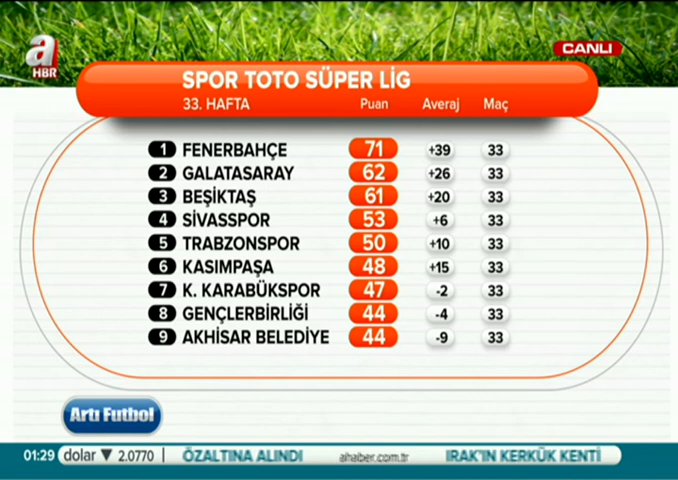 a
HBR
CANLI
SPOR TOTO SÜPER LİG
33. HAFTA Puan Averaj Maç
1 FENERBAHÇE 71 +39 33
2 GALATASARAY 62 +26 33
3 BEŞİKTAŞ 61 +20 33
4 SİVASSPOR 53 +6 33
5 TRABZONSPOR 50 +10 33
6 KASIMPAŞA 48 +15 33
7 K. KARABÜKSPOR 47 -2 33
8 GENÇLERBİRLİĞİ 44 -4 33
9 AKHİSAR BELEDİYE 44 -9 33
Artı Futbol
01:29 dolar ▼ 2.0770 | ÖZALTINA ALINDI ahaber.com.tr IRAK'IN KERKÜK KENTİ